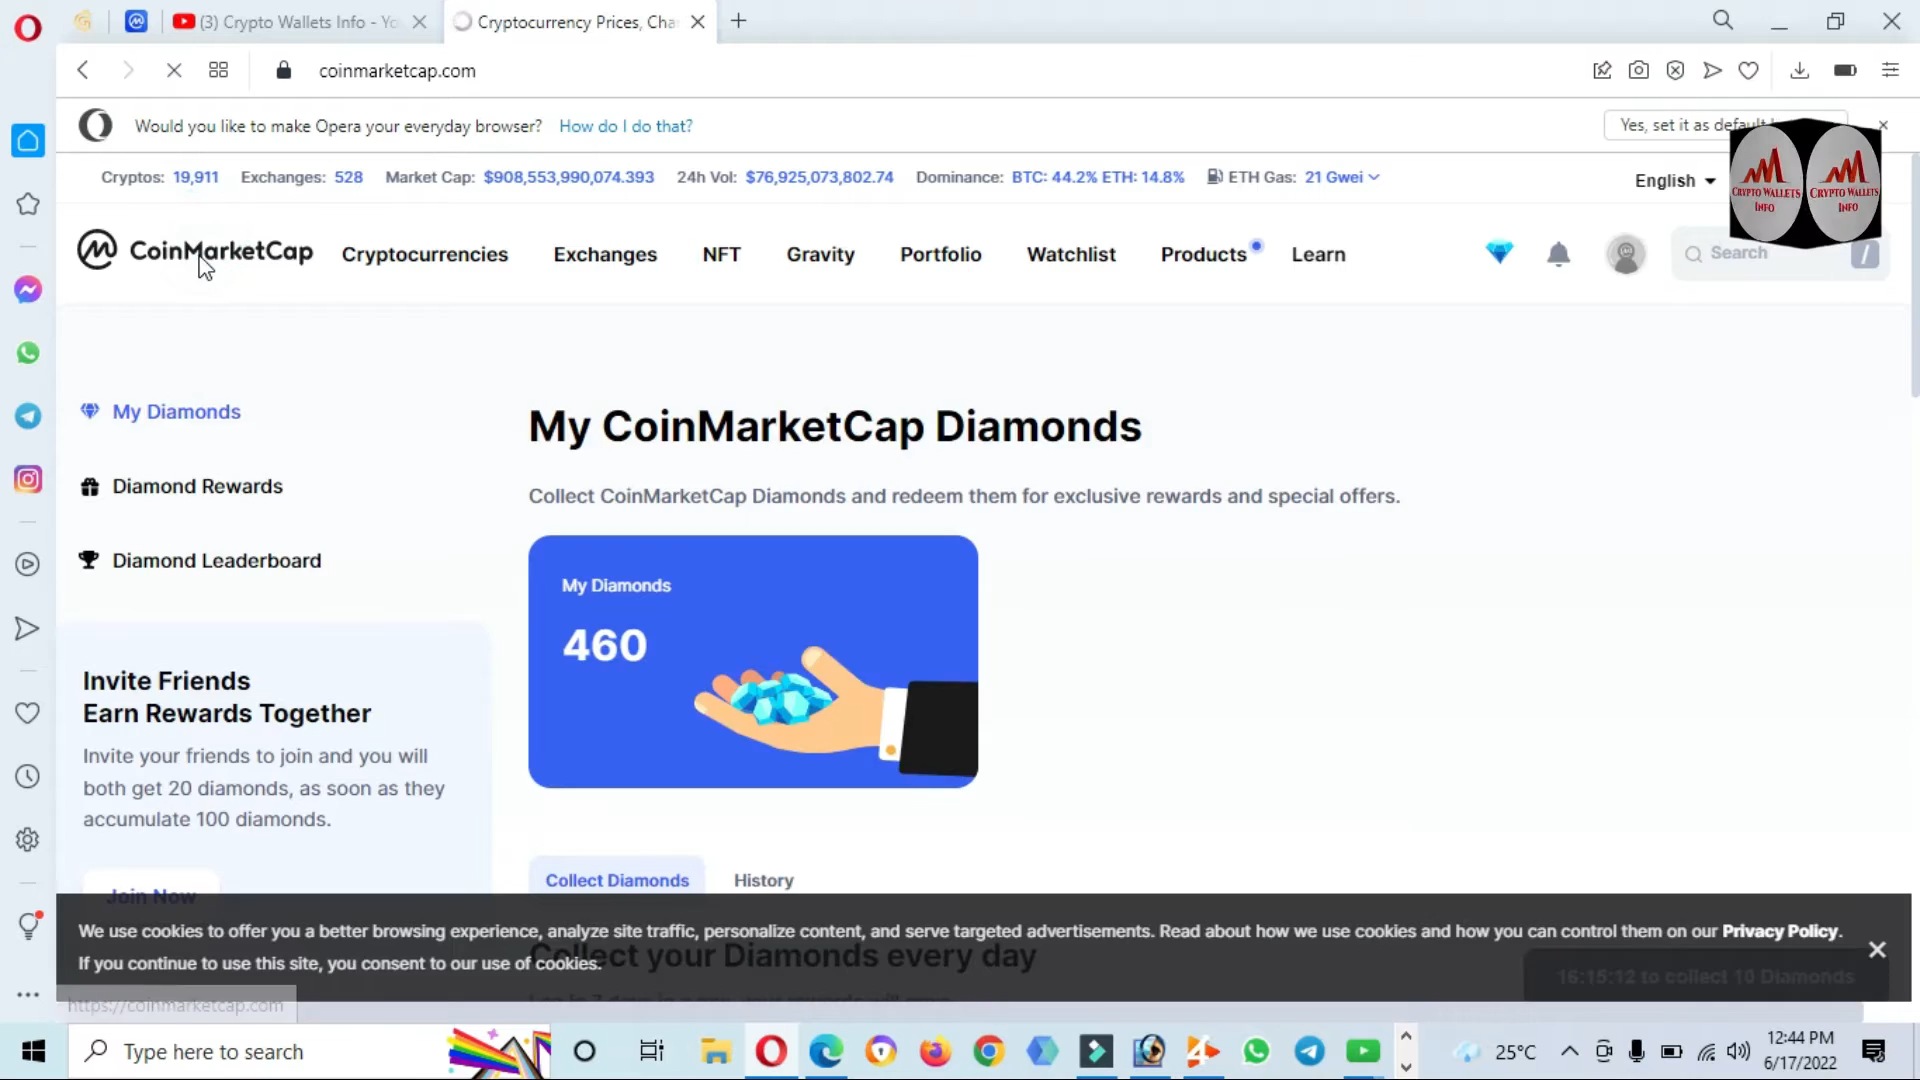 (3) Crypto Wallets Info - Yo
Cryptocurrency Prices, Cha
coinmarketcap.com
Would you like to make Opera your everyday browser? How do I do that?
Yes, set it as default
Cryptos: 19,911 Exchanges: 528 Market Cap: $908,553,990,074.393 24h Vol: $76,925,073,802.74 Dominance: BTC: 44.2% ETH: 14.8% ETH Gas: 21 Gwei
English
CRYPTO WALLETS INFO
CRYPTO WALLETS INFO
CoinMarketCap Cryptocurrencies Exchanges NFT Gravity Portfolio Watchlist Products Learn
Search /
My Diamonds
Diamond Rewards
Diamond Leaderboard
My CoinMarketCap Diamonds
Collect CoinMarketCap Diamonds and redeem them for exclusive rewards and special offers.
My Diamonds
460
Invite Friends
Earn Rewards Together
Invite your friends to join and you will
both get 20 diamonds, as soon as they
accumulate 100 diamonds.
Join Now
Collect Diamonds History
Collect your Diamonds every day
16:15:12 to collect 10 Diamonds
We use cookies to offer you a better browsing experience, analyze site traffic, personalize content, and serve targeted advertisements. Read about how we use cookies and how you can control them on our Privacy Policy.
If you continue to use this site, you consent to our use of cookies.
https://coinmarketcap.com
Type here to search
25°C
12:44 PM
6/17/2022